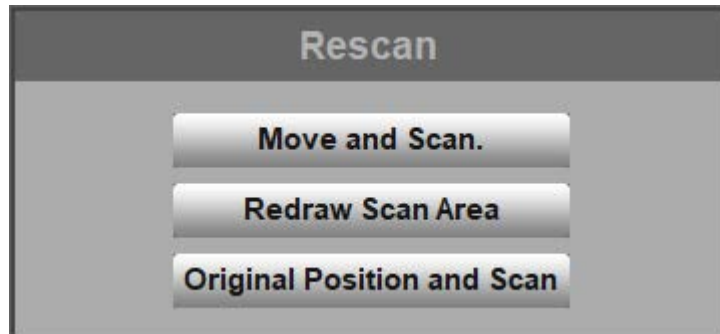 Rescan
Move and Scan.
Redraw Scan Area
Original Position and Scan